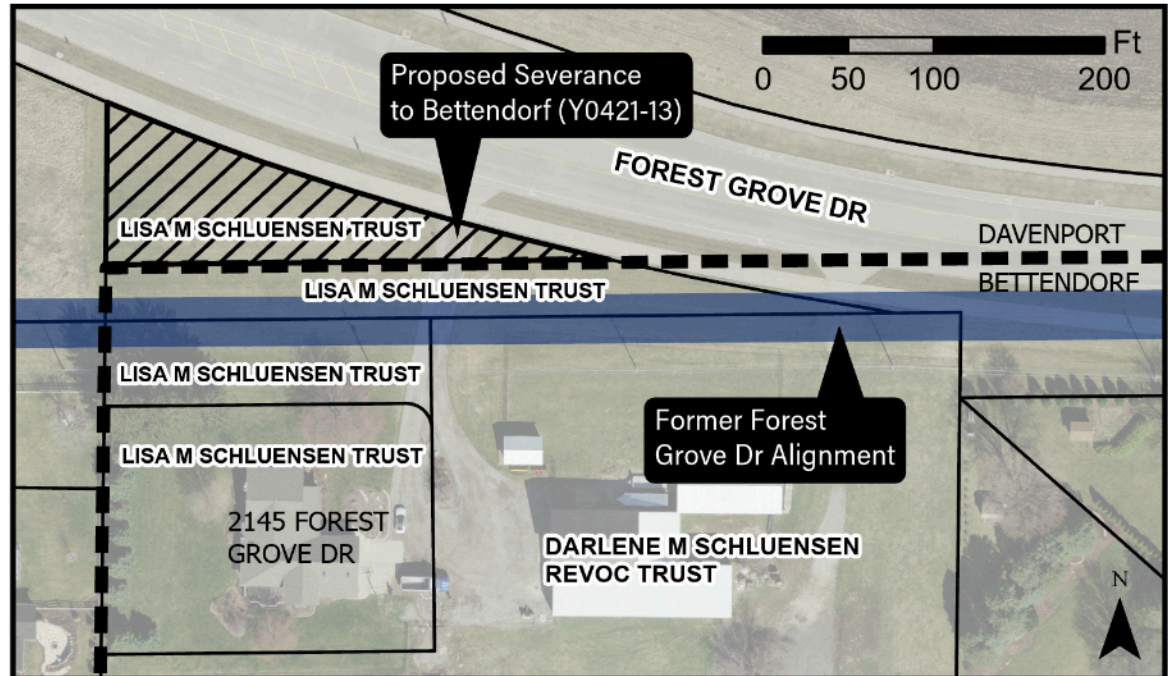 Proposed Severance
to Bettendorf (Y0421-13)
Ft
0 50 100 200
FOREST GROVE DR
LISA M SCHLUENSEN TRUST
DAVENPORT
BETTENDORF
LISA M SCHLUENSEN TRUST
LISA M SCHLUENSEN TRUST
Former Forest
Grove Dr Alignment
LISA M SCHLUENSEN TRUST
2145 FOREST
GROVE DR
DARLENE M SCHLUENSEN
REVOC TRUST
N